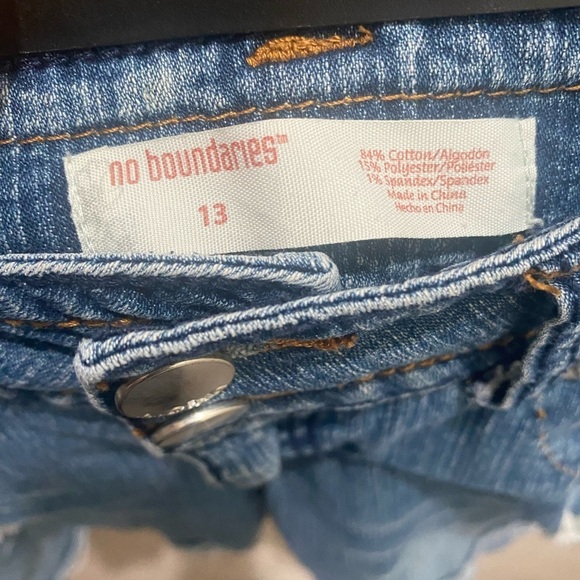 no boundaries™
13
84% Cotton/Algodón
15% Polyester/Poliéster
1% Spandex/Spandex
Made in China
Hecho en China